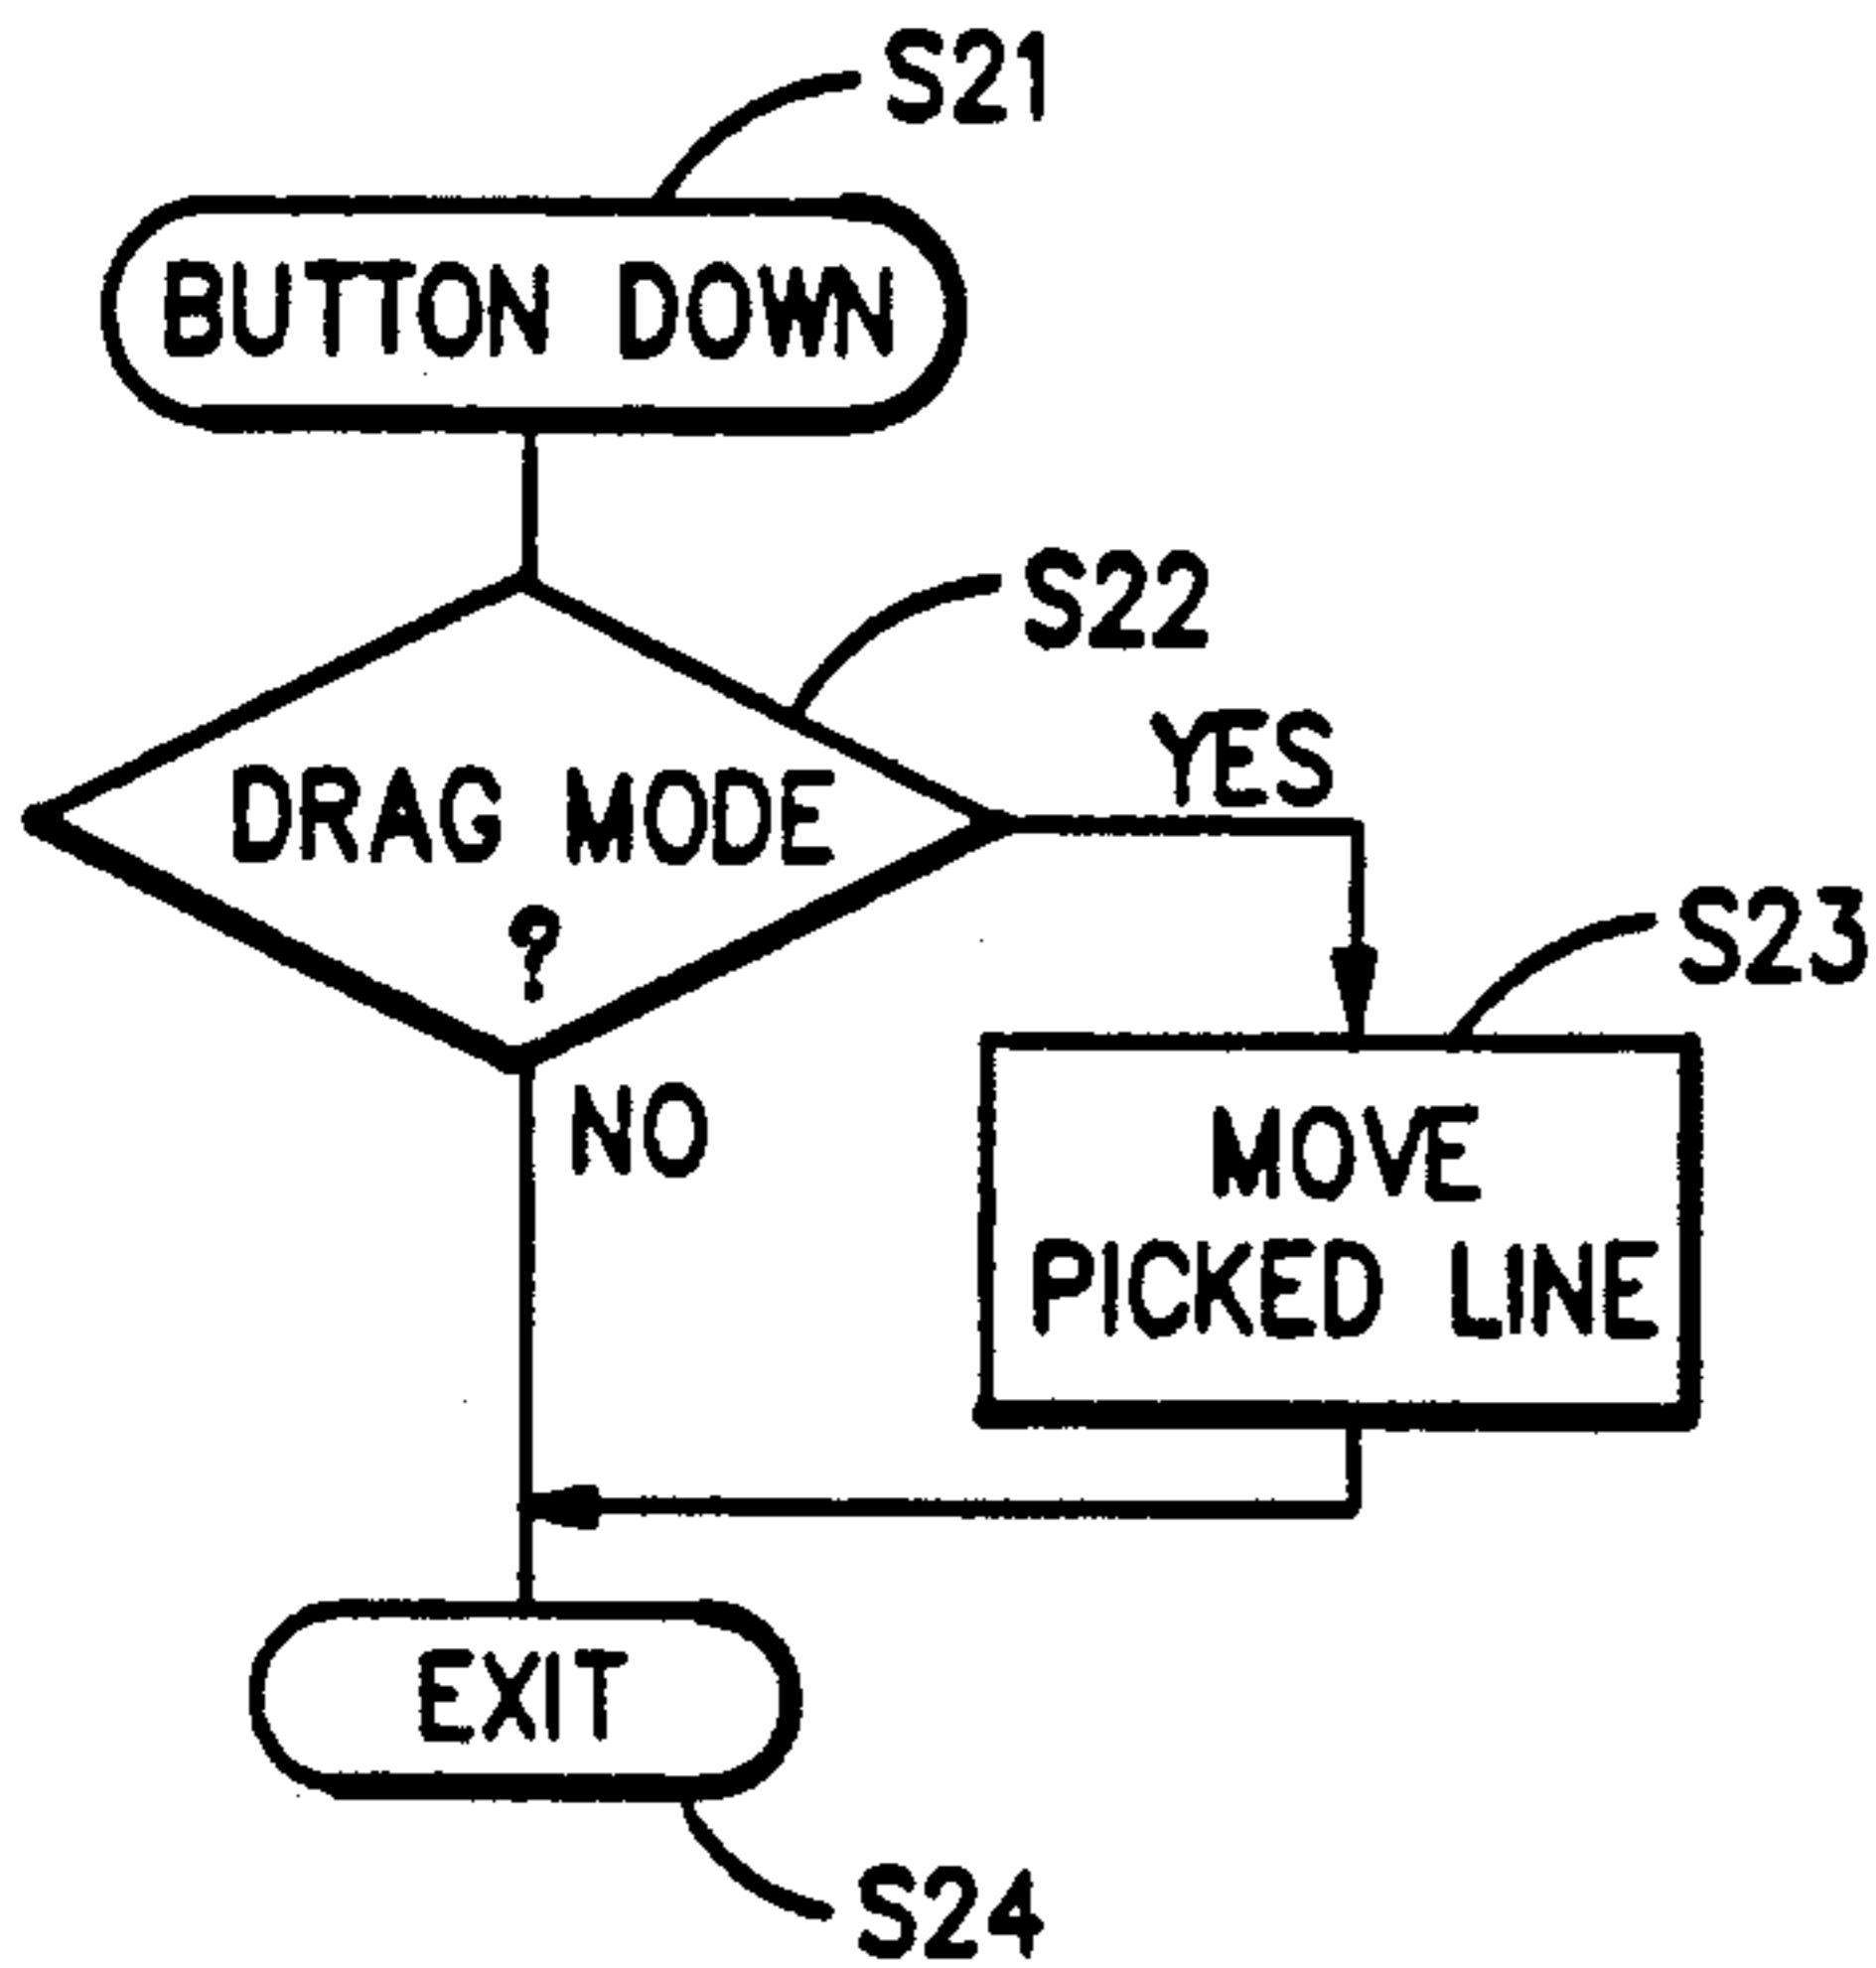 S21
BUTTON DOWN
S22
DRAG MODE
?
YES
NO
S23
MOVE
PICKED LINE
EXIT
S24